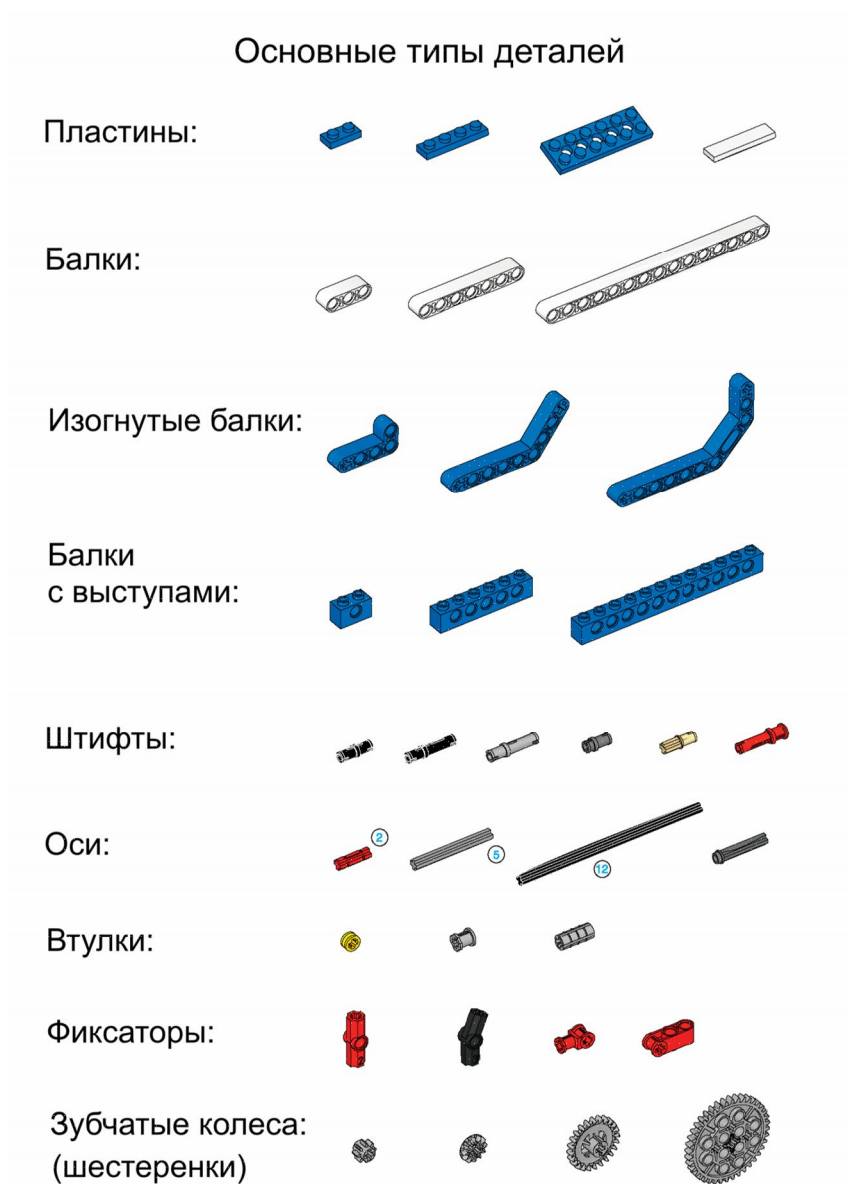 Основные типы деталей
Пластины:
Балки:
Изогнутые балки:
Балки
с выступами:
Штифты:
Оси:
2
5
12
Втулки:
Фиксаторы:
2
Зубчатые колеса:
(шестеренки)